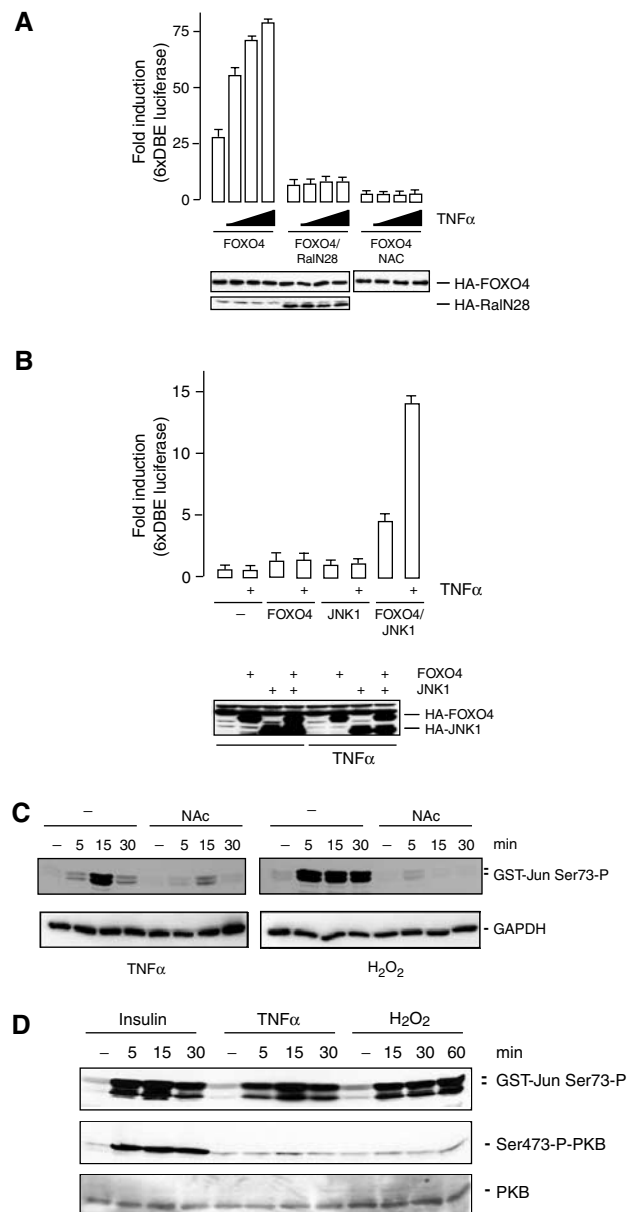 A
Fold induction
(6xDBE luciferase)
75
50
25
0
TNFα
FOXO4
FOXO4/
RalN28
FOXO4
NAC
HA-FOXO4
HA-RalN28
B
Fold induction
(6xDBE luciferase)
15
10
5
0
+ + + + TNFα
– FOXO4 JNK1 FOXO4/
JNK1
+ + + + FOXO4
+ + + + JNK1
HA-FOXO4
HA-JNK1
TNFα
C
– NAc – NAc
– 5 15 30 – 5 15 30 – 5 15 30 – 5 15 30 min
GST-Jun Ser73-P
GAPDH
TNFα H₂O₂
D
Insulin TNFα H₂O₂
– 5 15 30 – 5 15 30 – 15 30 60 min
GST-Jun Ser73-P
Ser473-P-PKB
PKB